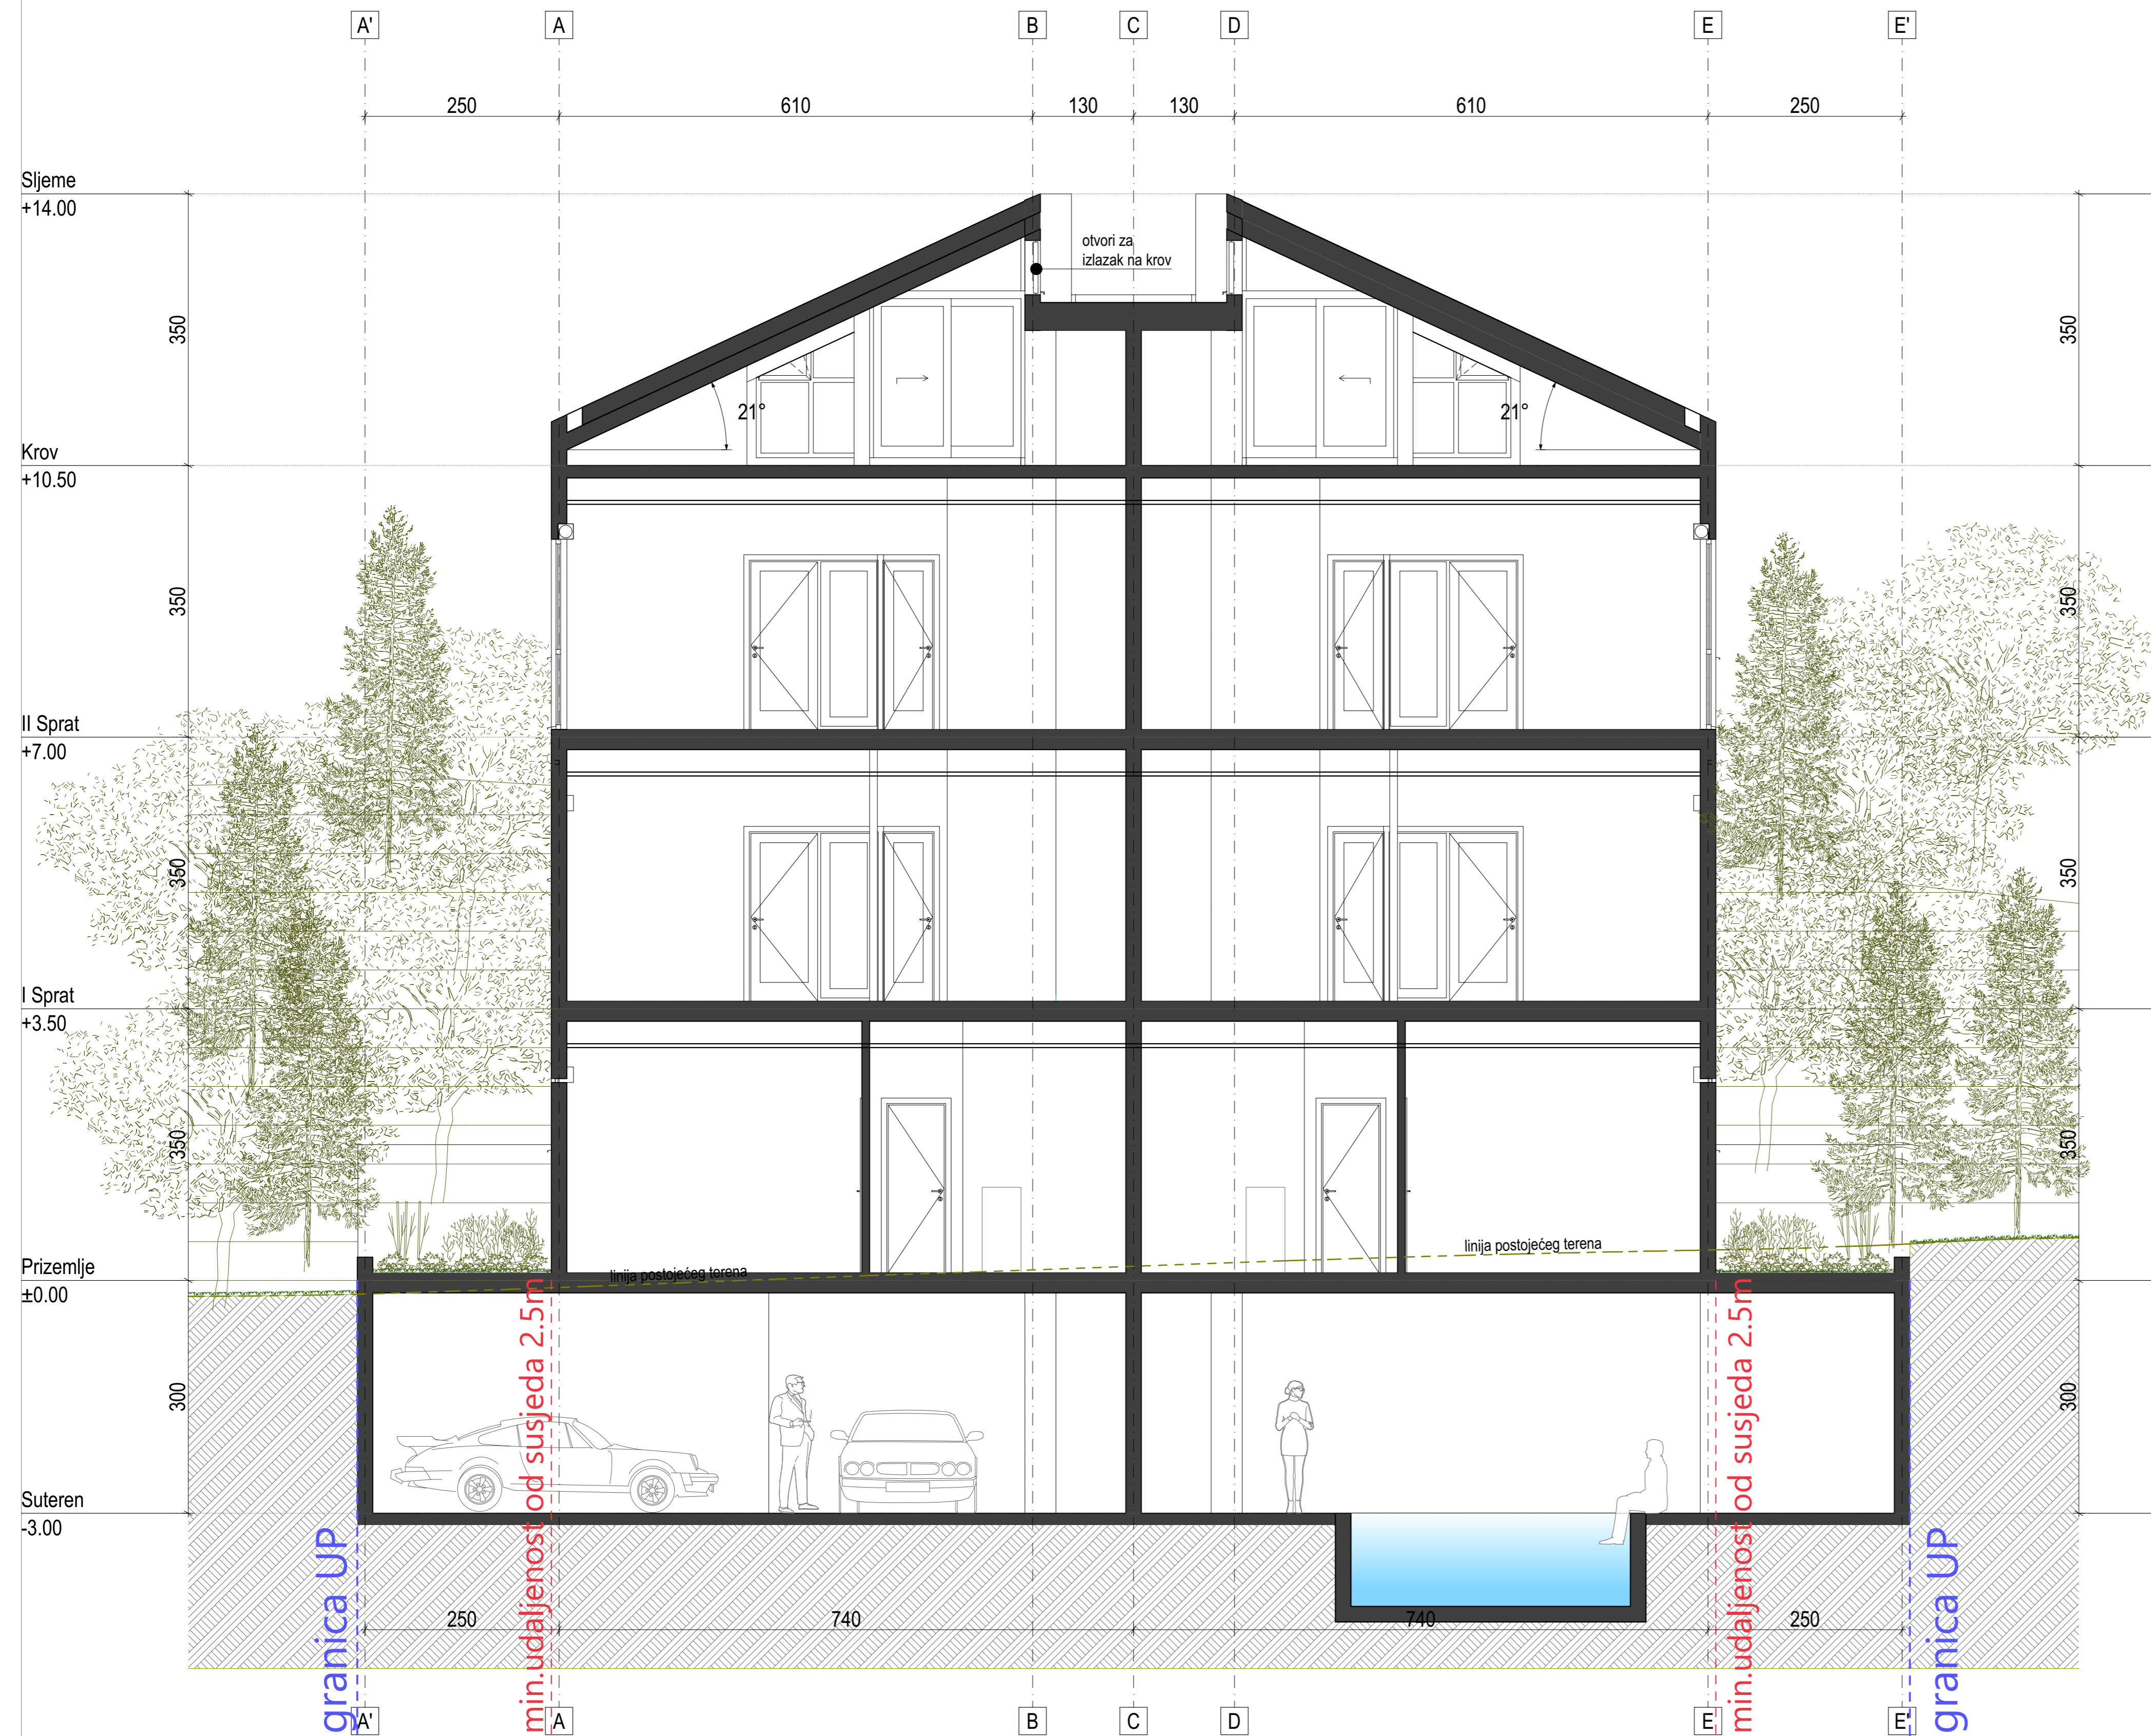 A' A B C D E E'
250 610 130 130 610 250
Sljeme
+14.00
otvori za
izlazak na krov
350 350
21° 21°
Krov
+10.50
350 350
II Sprat
+7.00
350 350
I Sprat
+3.50
350 350
linija postojećeg terena
linija postojećeg terena
Prizemlje
±0.00
min.udaljenost od susjeda 2.5m
min.udaljenost od susjeda 2.5m
300 300
Suteren
-3.00
granica UP
granica UP
250 740 740 250
A' A B C D E E'